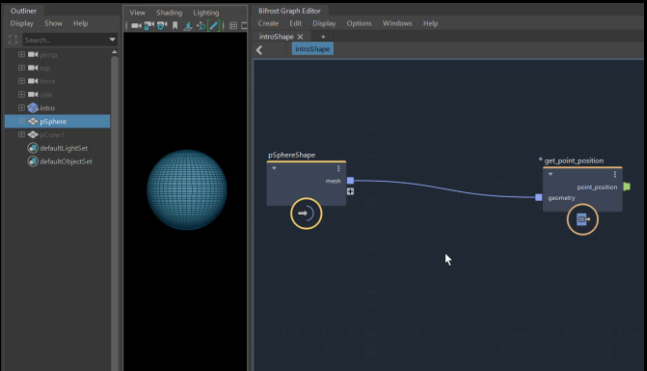 Outliner
Display Show Help
Search...
persp
top
front
side
intro
pSphere
pCone1
defaultLightSet
defaultObjectSet
View Shading Lighting
Bifrost Graph Editor
Create Edit Display Options Windows Help
introShape × +
introShape
pSphereShape
mesh
* get_point_position
point_position
geometry